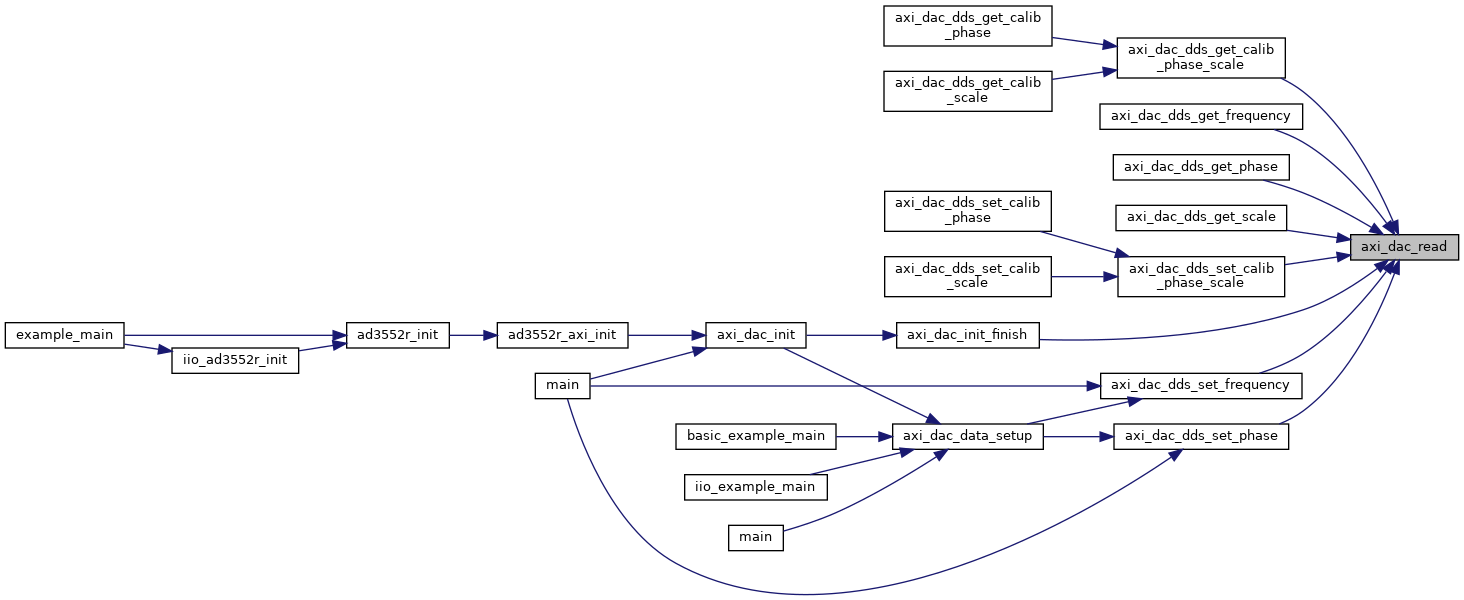 axi_dac_dds_get_calib
_phase
axi_dac_dds_get_calib
_phase_scale
axi_dac_dds_get_calib
_scale
axi_dac_dds_get_frequency
axi_dac_dds_get_phase
axi_dac_dds_set_calib
_phase
axi_dac_dds_get_scale
axi_dac_read
axi_dac_dds_set_calib
_scale
axi_dac_dds_set_calib
_phase_scale
example_main
ad3552r_init
ad3552r_axi_init
axi_dac_init
axi_dac_init_finish
iio_ad3552r_init
main
axi_dac_dds_set_frequency
basic_example_main
axi_dac_data_setup
axi_dac_dds_set_phase
iio_example_main
main